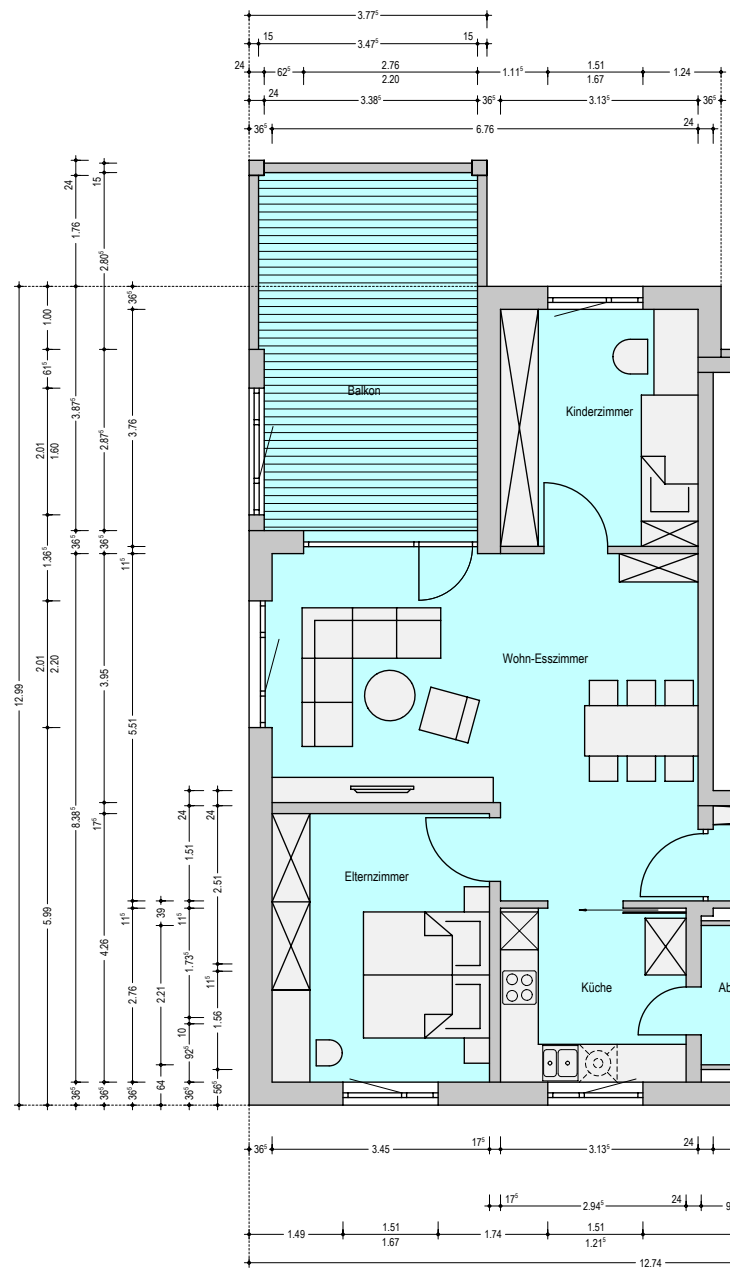 3.77⁵
15 3.47⁵ 15
24 62⁵ 2.76 1.11⁵ 1.51 1.24
2.20 1.67
24 3.38⁵ 36⁵ 3.13⁵ 36⁵
36⁵ 6.76 24
24 1.76 3.87⁵ 36⁵ 8.38⁵ 36⁵
15 2.80⁵ 2.87⁵ 36⁵ 3.95 17⁵ 4.26 36⁵
36⁵ 3.76 11⁵ 5.51 11⁵ 2.76 36⁵
1.00 61⁵ 2.01 1.36⁵ 2.01 5.99
1.60 2.20
12.99
39 2.21 64
24 1.51 11⁵ 1.73⁵ 10 92⁵ 36⁵
24 2.51 11⁵ 1.56 56⁵
Balkon
Kinderzimmer
Wohn-Esszimmer
Elternzimmer
Küche
Ab
36⁵ 3.45 17⁵ 3.13⁵ 24
17⁵ 2.94⁵ 24 9
1.49 1.51 1.74 1.51
1.67 1.21⁵
12.74